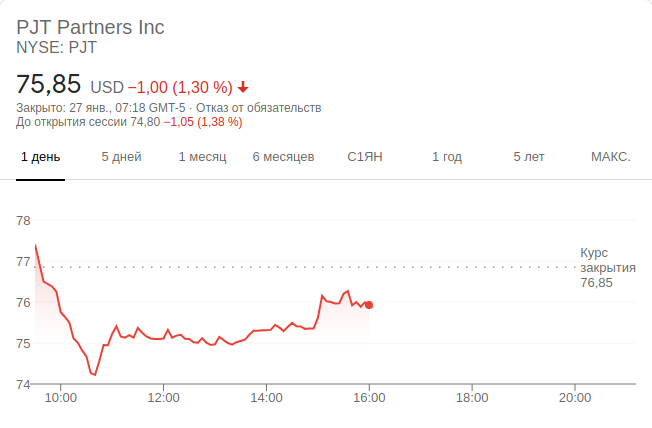 PJT Partners Inc
NYSE: PJT
75,85 USD −1,00 (1,30 %)
Закрыто: 27 янв., 07:18 GMT-5 · Отказ от обязательств
До открытия сессии 74,80 −1,05 (1,38 %)
1 день 5 дней 1 месяц 6 месяцев С1ЯН 1 год 5 лет МАКС.
78
77
76
75
74
Курс
закрытия
76,85
10:00 12:00 14:00 16:00 18:00 20:00